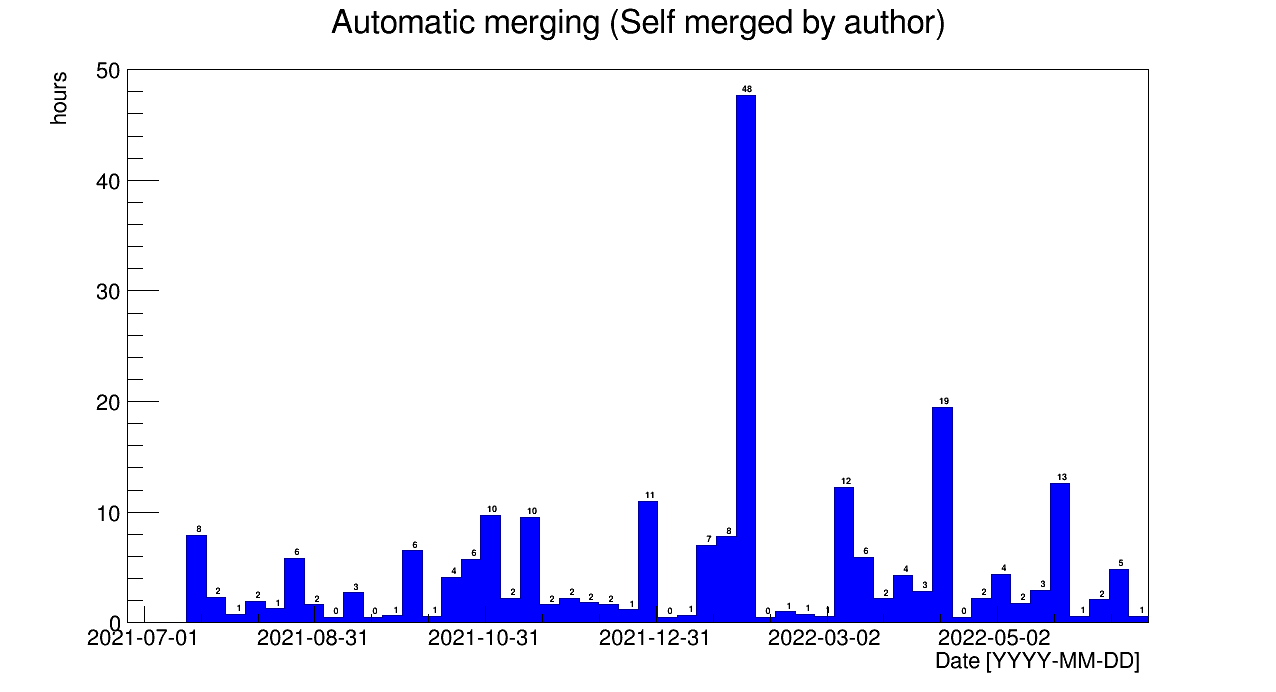 Automatic merging (Self merged by author)
hours
50
40
30
20
10
0
8 2 1 2 1 6 2 0 3 0 1 6 1 4 6 10 2 10 2 2 2 2 1 11 0 1 7 8 48 0 1 1 1 12 6 2 4 3 19 0 2 4 2 3 13 1 2 5 1
2021-07-01 2021-08-31 2021-10-31 2021-12-31 2022-03-02 2022-05-02
Date [YYYY-MM-DD]